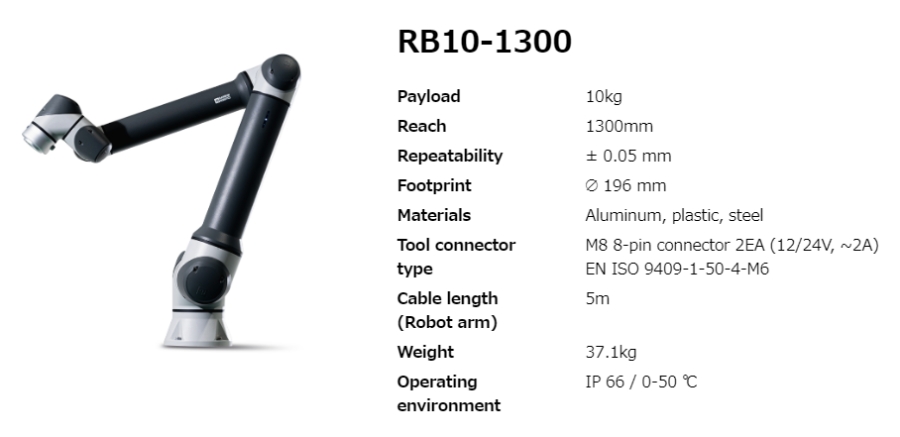 RB10-1300
Payload 10kg
Reach 1300mm
Repeatability ± 0.05 mm
Footprint ∅ 196 mm
Materials Aluminum, plastic, steel
Tool connector type M8 8-pin connector 2EA (12/24V, ~2A)
EN ISO 9409-1-50-4-M6
Cable length (Robot arm) 5m
Weight 37.1kg
Operating environment IP 66 / 0-50 ℃